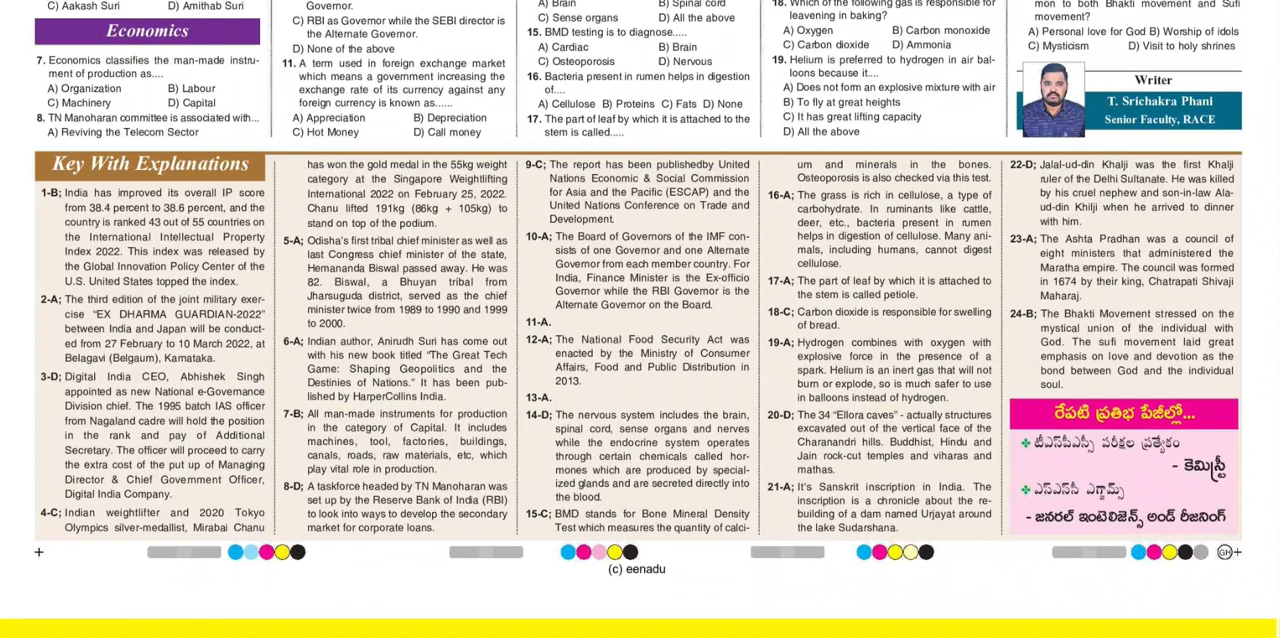 C) Aakash Suri D) Amithab Suri
Economics
7. Economics classifies the man-made instru-
ment of production as....
A) Organization B) Labour
C) Machinery D) Capital
8. TN Manoharan committee is associated with...
A) Reviving the Telecom Sector
Governor.
C) RBI as Governor while the SEBI director is
the Alternate Governor.
D) None of the above
11. A term used in foreign exchange market
which means a government increasing the
exchange rate of its currency against any
foreign currency is known as......
A) Appreciation B) Depreciation
C) Hot Money D) Call money
A) Brain B) Spinal cord
C) Sense organs D) All the above
15. BMD testing is to diagnose.....
A) Cardiac B) Brain
C) Osteoporosis D) Nervous
16. Bacteria present in rumen helps in digestion
of....
A) Cellulose B) Proteins C) Fats D) None
17. The part of leaf by which it is attached to the
stem is called.....
18. Which of the following gas is responsible for
leavening in baking?
A) Oxygen B) Carbon monoxide
C) Carbon dioxide D) Ammonia
19. Helium is preferred to hydrogen in air bal-
loons because it....
A) Does not form an explosive mixture with air
B) To fly at great heights
C) It has great lifting capacity
D) All the above
mon to both Bhakti movement and Sufi
movement?
A) Personal love for God B) Worship of idols
C) Mysticism D) Visit to holy shrines
Writer
T. Srichakra Phani
Senior Faculty, RACE
Key With Explanations
1-B; India has improved its overall IP score
from 38.4 percent to 38.6 percent, and the
country is ranked 43 out of 55 countries on
the International Intellectual Property
Index 2022. This index was released by
the Global Innovation Policy Center of the
U.S. United States topped the index.
2-A; The third edition of the joint military exer-
cise “EX DHARMA GUARDIAN-2022”
between India and Japan will be conduct-
ed from 27 February to 10 March 2022, at
Belagavi (Belgaum), Karnataka.
3-D; Digital India CEO, Abhishek Singh
appointed as new National e-Governance
Division chief. The 1995 batch IAS officer
from Nagaland cadre will hold the position
in the rank and pay of Additional
Secretary. The officer will proceed to carry
the extra cost of the put up of Managing
Director & Chief Government Officer,
Digital India Company.
4-C; Indian weightlifter and 2020 Tokyo
Olympics silver-medallist, Mirabai Chanu
has won the gold medal in the 55kg weight
category at the Singapore Weightlifting
International 2022 on February 25, 2022.
Chanu lifted 191kg (86kg + 105kg) to
stand on top of the podium.
5-A; Odisha's first tribal chief minister as well as
last Congress chief minister of the state,
Hemananda Biswal passed away. He was
82. Biswal, a Bhuyan tribal from
Jharsuguda district, served as the chief
minister twice from 1989 to 1990 and 1999
to 2000.
6-A; Indian author, Anirudh Suri has come out
with his new book titled “The Great Tech
Game: Shaping Geopolitics and the
Destinies of Nations.” It has been pub-
lished by HarperCollins India.
7-B; All man-made instruments for production
in the category of Capital. It includes
machines, tool, factories, buildings,
canals, roads, raw materials, etc, which
play vital role in production.
8-D; A taskforce headed by TN Manoharan was
set up by the Reserve Bank of India (RBI)
to look into ways to develop the secondary
market for corporate loans.
9-C; The report has been publishedby United
Nations Economic & Social Commission
for Asia and the Pacific (ESCAP) and the
United Nations Conference on Trade and
Development.
10-A; The Board of Governors of the IMF con-
sists of one Governor and one Alternate
Governor from each member country. For
India, Finance Minister is the Ex-officio
Governor while the RBI Governor is the
Alternate Governor on the Board.
11-A.
12-A; The National Food Security Act was
enacted by the Ministry of Consumer
Affairs, Food and Public Distribution in
2013.
13-A.
14-D; The nervous system includes the brain,
spinal cord, sense organs and nerves
while the endocrine system operates
through certain chemicals called hor-
mones which are produced by special-
ized glands and are secreted directly into
the blood.
15-C; BMD stands for Bone Mineral Density
Test which measures the quantity of calci-
um and minerals in the bones.
Osteoporosis is also checked via this test.
16-A; The grass is rich in cellulose, a type of
carbohydrate. In ruminants like cattle,
deer, etc., bacteria present in rumen
helps in digestion of cellulose. Many ani-
mals, including humans, cannot digest
cellulose.
17-A; The part of leaf by which it is attached to
the stem is called petiole.
18-C; Carbon dioxide is responsible for swelling
of bread.
19-A; Hydrogen combines with oxygen with
explosive force in the presence of a
spark. Helium is an inert gas that will not
burn or explode, so is much safer to use
in balloons instead of hydrogen.
20-D; The 34 “Ellora caves” - actually structures
excavated out of the vertical face of the
Charanandri hills. Buddhist, Hindu and
Jain rock-cut temples and viharas and
mathas.
21-A; It's Sanskrit inscription in India. The
inscription is a chronicle about the re-
building of a dam named Urjayat around
the lake Sudarshana.
22-D; Jalal-ud-din Khalji was the first Khalji
ruler of the Delhi Sultanate. He was killed
by his cruel nephew and son-in-law Ala-
ud-din Khilji when he arrived to dinner
with him.
23-A; The Ashta Pradhan was a council of
eight ministers that administered the
Maratha empire. The council was formed
in 1674 by their king, Chatrapati Shivaji
Maharaj.
24-B; The Bhakti Movement stressed on the
mystical union of the individual with
God. The sufi movement laid great
emphasis on love and devotion as the
bond between God and the individual
soul.
రేపటి ప్రతిభ పేజీల్లో...
టీఎస్‌పీఎస్సీ పరీక్షల ప్రత్యేకం
- కెమిస్ట్రీ
ఎస్ఎస్‌సీ ఎగ్జామ్స్
- జనరల్ ఇంటెలిజెన్స్ అండ్ రీజనింగ్
GH
(c) eenadu